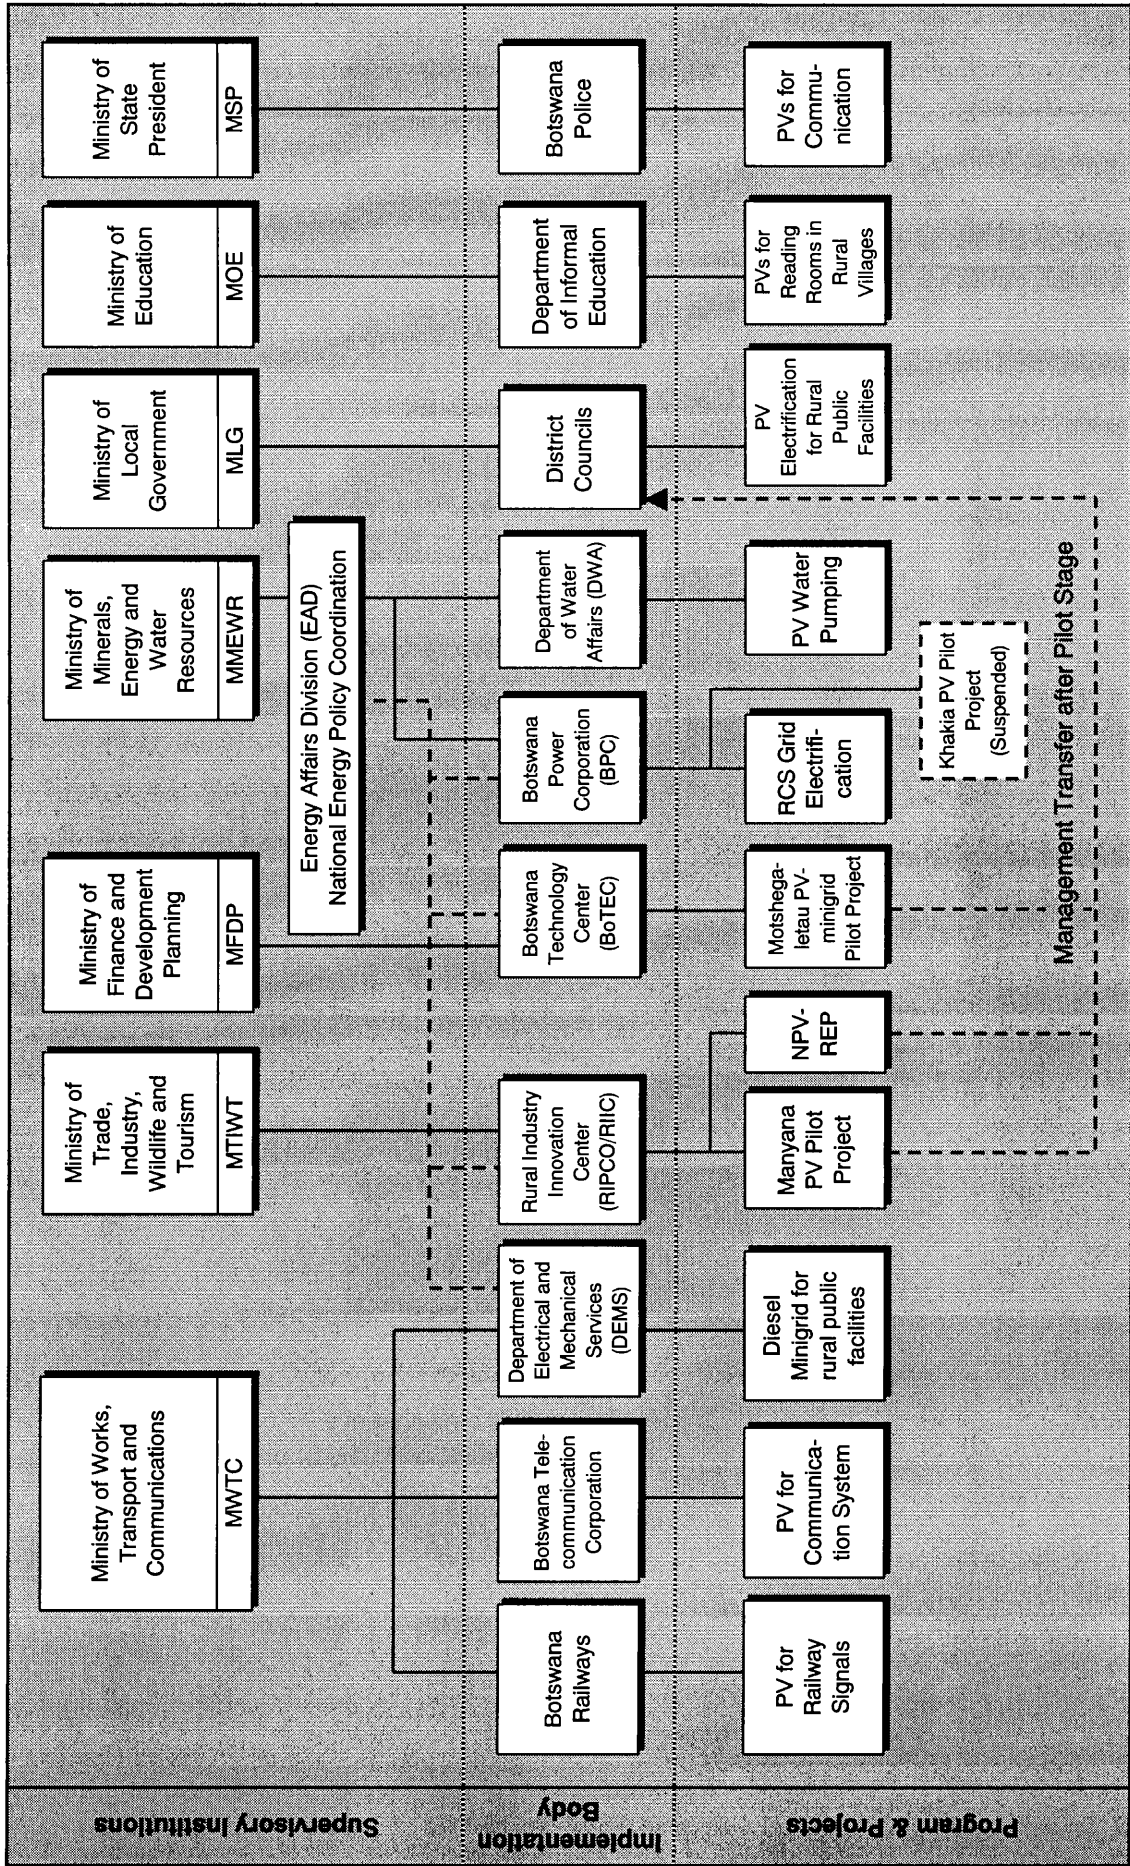 Supervisory Institutions
Ministry of Works,
Transport and
Communications
MWTC
Ministry of
Trade,
Industry,
Wildlife and
Tourism
MTIWT
Ministry of
Finance and
Development
Planning
MFDP
Ministry of
Minerals,
Energy and
Water
Resources
MMEWR
Ministry of
Local
Government
MLG
Ministry of
Education
MOE
Ministry of
State
President
MSP
Energy Affairs Division (EAD)
National Energy Policy Coordination
Implementation
Body
Botswana
Railways
Botswana Tele-
communication
Corporation
Department of
Electrical and
Mechanical
Services
(DEMS)
Rural Industry
Innovation
Center
(RIPCO/RIIC)
Botswana
Technology
Center
(BoTEC)
Botswana
Power
Corporation
(BPC)
Department
of Water
Affairs (DWA)
District
Councils
Department
of Informal
Education
Botswana
Police
Program & Projects
PV for
Railway
Signals
PV for
Communica-
tion System
Diesel
Minigrid for
rural public
facilities
Manyana
PV Pilot
Project
NPV-
REP
Motshega-
letau PV-
minigrid
Pilot Project
RCS Grid
Electrifi-
cation
PV Water
Pumping
PV
Electrification
for Rural
Public
Facilities
PVs for
Reading
Rooms in
Rural
Villages
PVs for
Commu-
nication
Khakia PV Pilot
Project
(Suspended)
Management Transfer after Pilot Stage